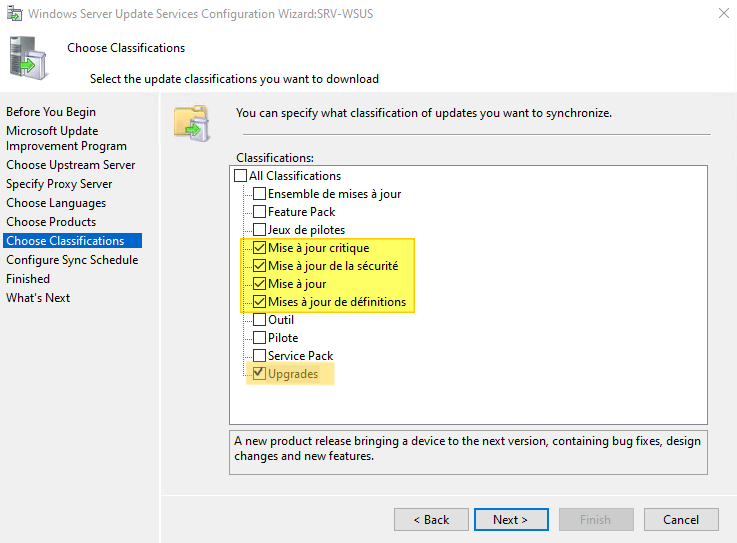 Windows Server Update Services Configuration Wizard:SRV-WSUS
Choose Classifications
Select the update classifications you want to download
Before You Begin
Microsoft Update
Improvement Program
Choose Upstream Server
Specify Proxy Server
Choose Languages
Choose Products
Choose Classifications
Configure Sync Schedule
Finished
What's Next
You can specify what classification of updates you want to synchronize.
Classifications:
All Classifications
Ensemble de mises à jour
Feature Pack
Jeux de pilotes
Mise à jour critique
Mise à jour de la sécurité
Mise à jour
Mises à jour de définitions
Outil
Pilote
Service Pack
Upgrades
A new product release bringing a device to the next version, containing bug fixes, design
changes and new features.
< Back
Next >
Finish
Cancel